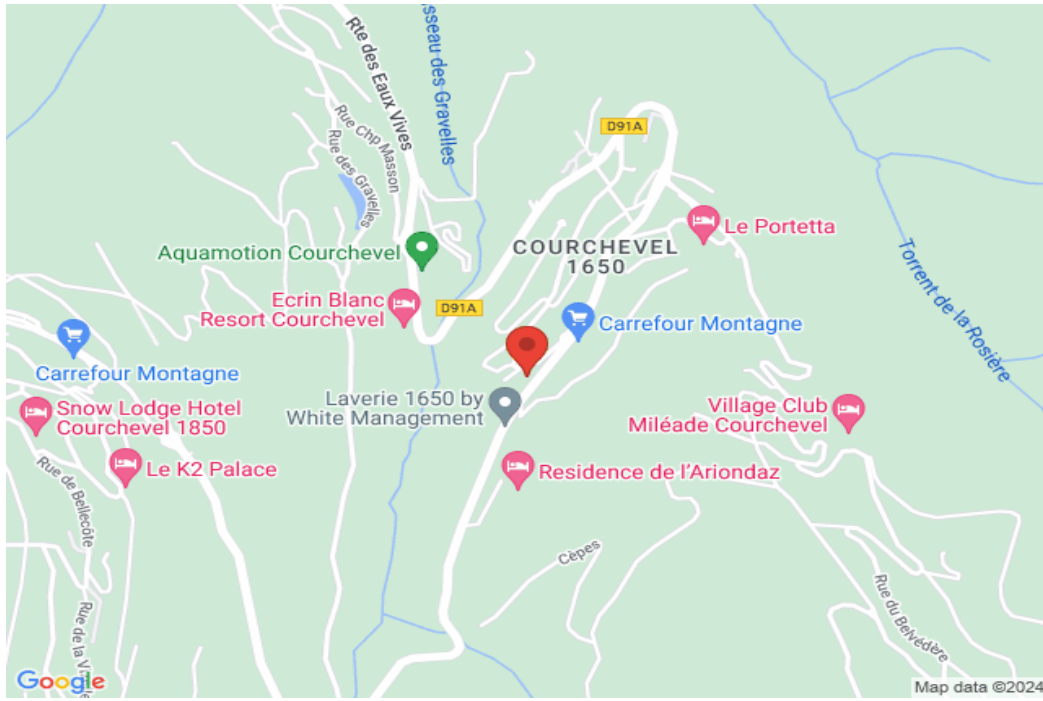 Rte des Eaux Vives
sseau des Gravelles
Rue Chp Masson
Rue des Gravelles
D91A
Le Portetta
COURCHEVEL
1650
Aquamotion Courchevel
Torrent de la Rosière
Ecrin Blanc
Resort Courchevel
D91A
Carrefour Montagne
Carrefour Montagne
Laverie 1650 by
White Management
Snow Lodge Hotel
Courchevel 1850
Village Club
Miléade Courchevel
Le K2 Palace
Residence de l'Ariondaz
Rue de Bellecôte
Cèpes
Rue du Belvédère
Rue de la
Google
Map data ©2024